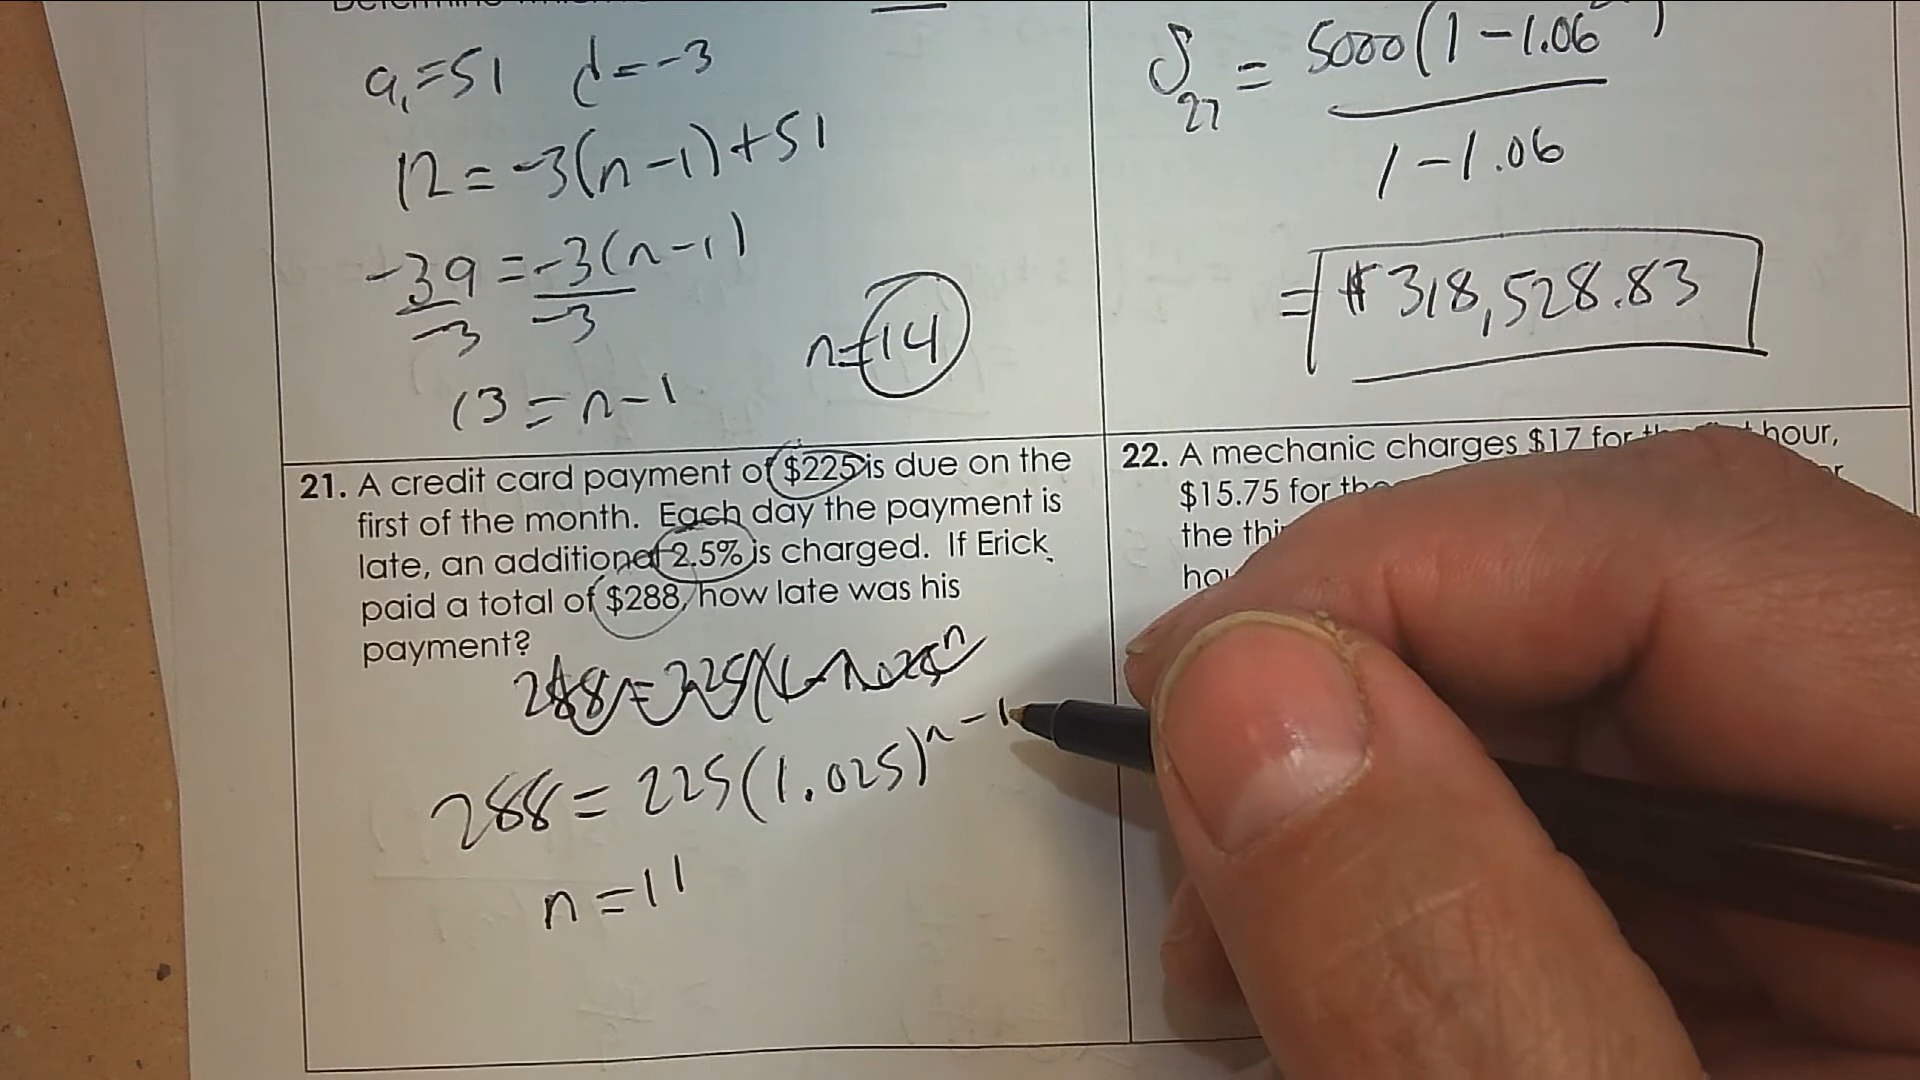 a₁=51 d=-3
12=-3(n-1)+51
-39=-3(n-1)
-3 -3
13=n-1
n=14
S₂₇ = 5000(1-1.06
1-1.06
=$318,528.83
21. A credit card payment of $225 is due on the
first of the month. Each day the payment is
late, an additional 2.5% is charged. If Erick
paid a total of $288, how late was his
payment?
288=225(1.025)ⁿ⁻¹
n=11
22. A mechanic charges $17 for hour,
$15.75 for
the